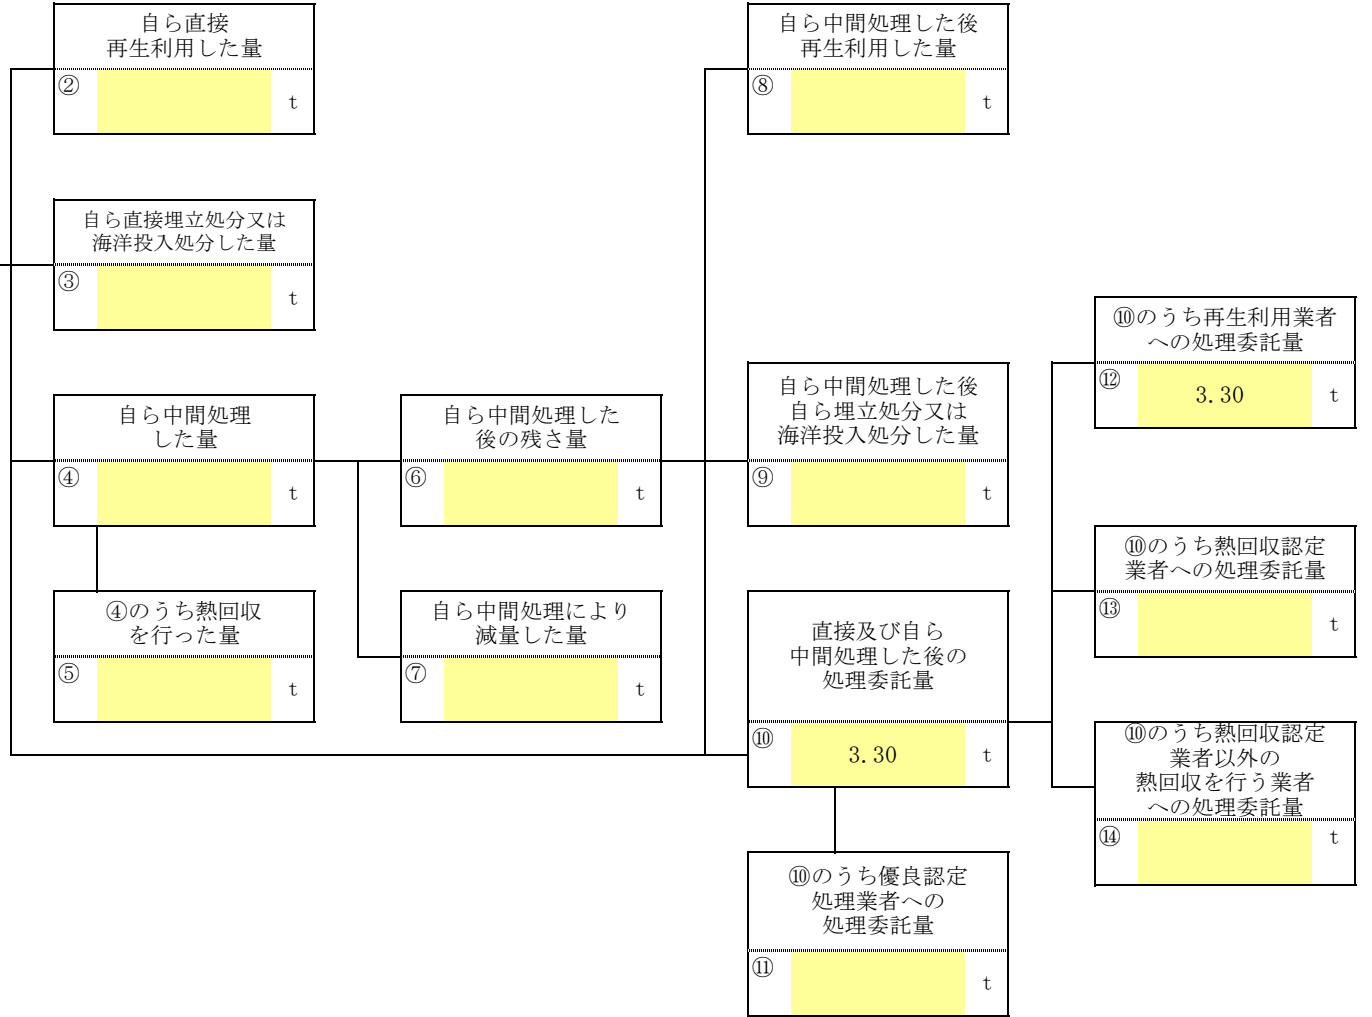 自ら直接
再生利用した量
②
t
自ら中間処理した後
再生利用した量
⑧
t
自ら直接埋立処分又は
海洋投入処分した量
③
t
⑩のうち再生利用業者
への処理委託量
⑫
3.30
t
自ら中間処理
した量
④
t
自ら中間処理した
後の残さ量
⑥
t
自ら中間処理した後
自ら埋立処分又は
海洋投入処分した量
⑨
t
⑩のうち熱回収認定
業者への処理委託量
⑬
t
④のうち熱回収
を行った量
⑤
t
自ら中間処理により
減量した量
⑦
t
直接及び自ら
中間処理した後の
処理委託量
⑩
3.30
t
⑩のうち熱回収認定
業者以外の
熱回収を行う業者
への処理委託量
⑭
t
⑩のうち優良認定
処理業者への
処理委託量
⑪
t